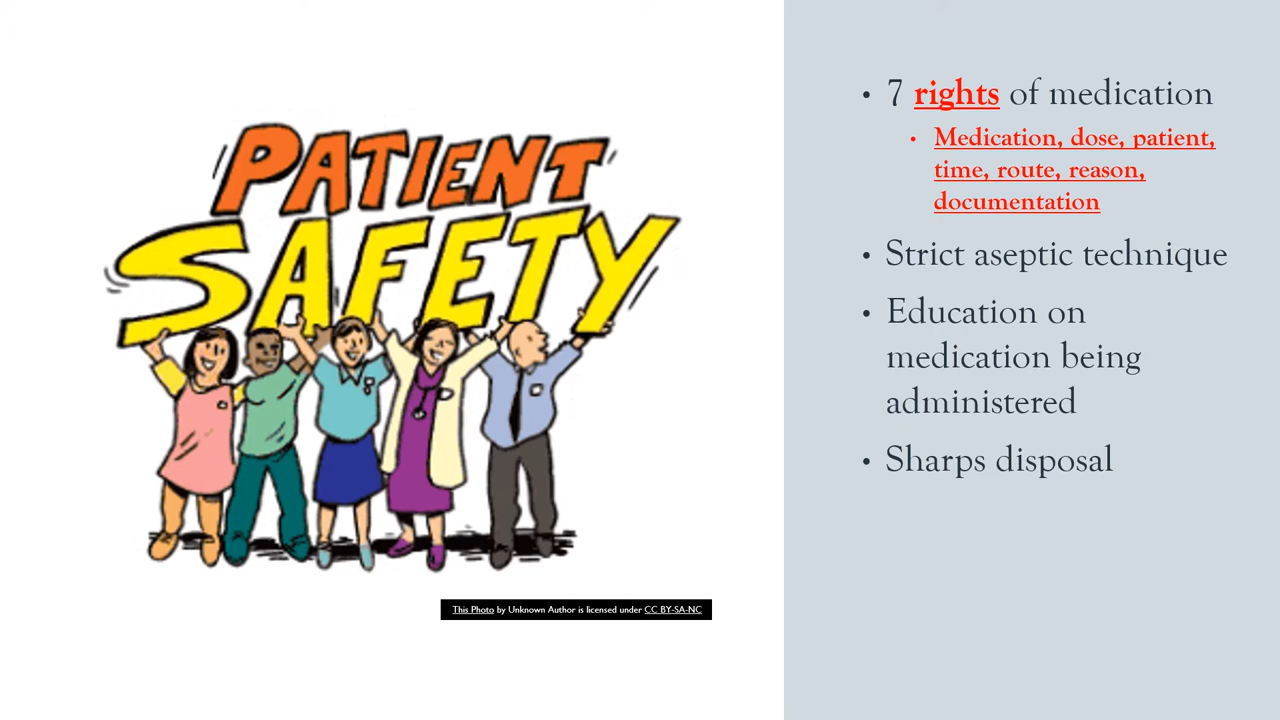 PATIENT
SAFETY
This Photo by Unknown Author is licensed under CC BY-SA-NC
• 7 rights of medication
• Medication, dose, patient,
time, route, reason,
documentation
• Strict aseptic technique
• Education on
medication being
administered
• Sharps disposal